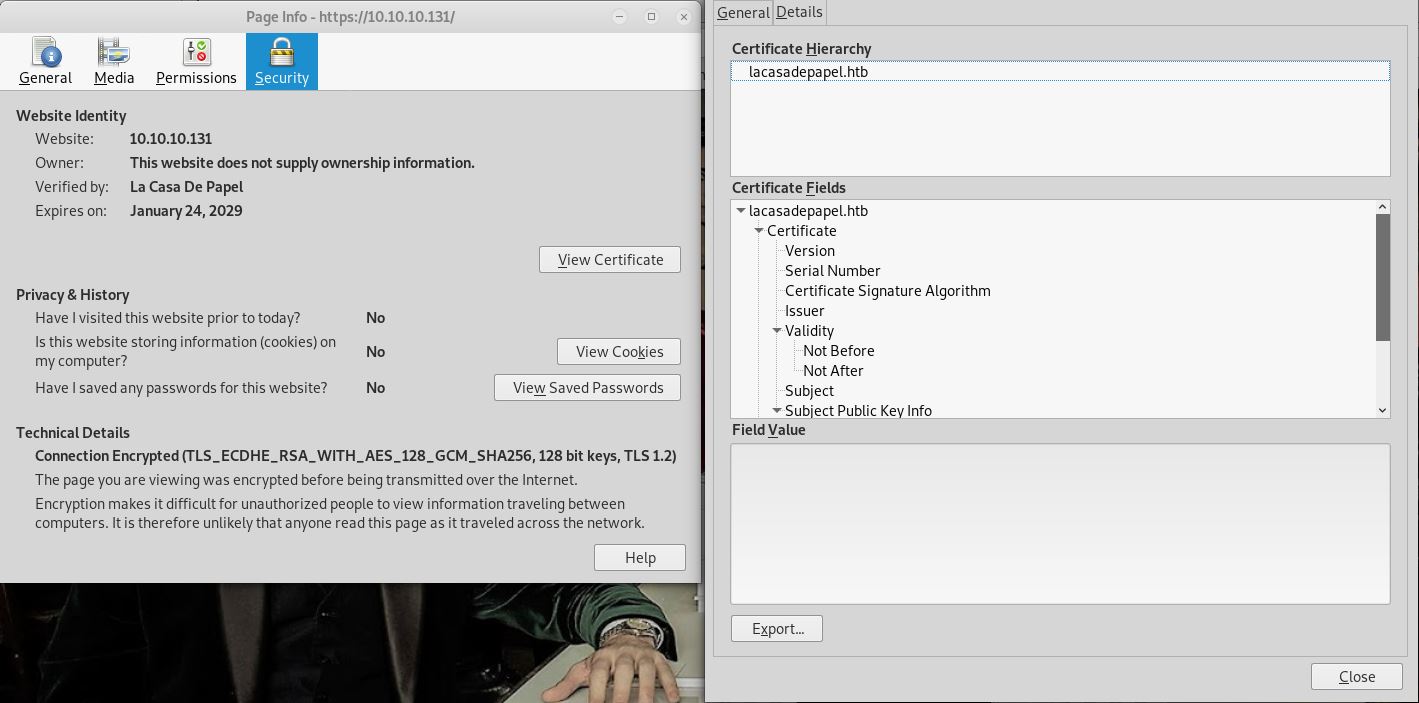 Page Info - https://10.10.10.131/
General Media Permissions Security
Website Identity
Website: 10.10.10.131
Owner: This website does not supply ownership information.
Verified by: La Casa De Papel
Expires on: January 24, 2029
View Certificate
Privacy & History
Have I visited this website prior to today? No
Is this website storing information (cookies) on
my computer?
No
View Cookies
Have I saved any passwords for this website? No View Saved Passwords
Technical Details
Connection Encrypted (TLS_ECDHE_RSA_WITH_AES_128_GCM_SHA256, 128 bit keys, TLS 1.2)
The page you are viewing was encrypted before being transmitted over the Internet.
Encryption makes it difficult for unauthorized people to view information traveling between
computers. It is therefore unlikely that anyone read this page as it traveled across the network.
Help
General Details
Certificate Hierarchy
lacasadepapel.htb
Certificate Fields
lacasadepapel.htb
Certificate
Version
Serial Number
Certificate Signature Algorithm
Issuer
Validity
Not Before
Not After
Subject
Subject Public Key Info
Field Value
Export...
Close